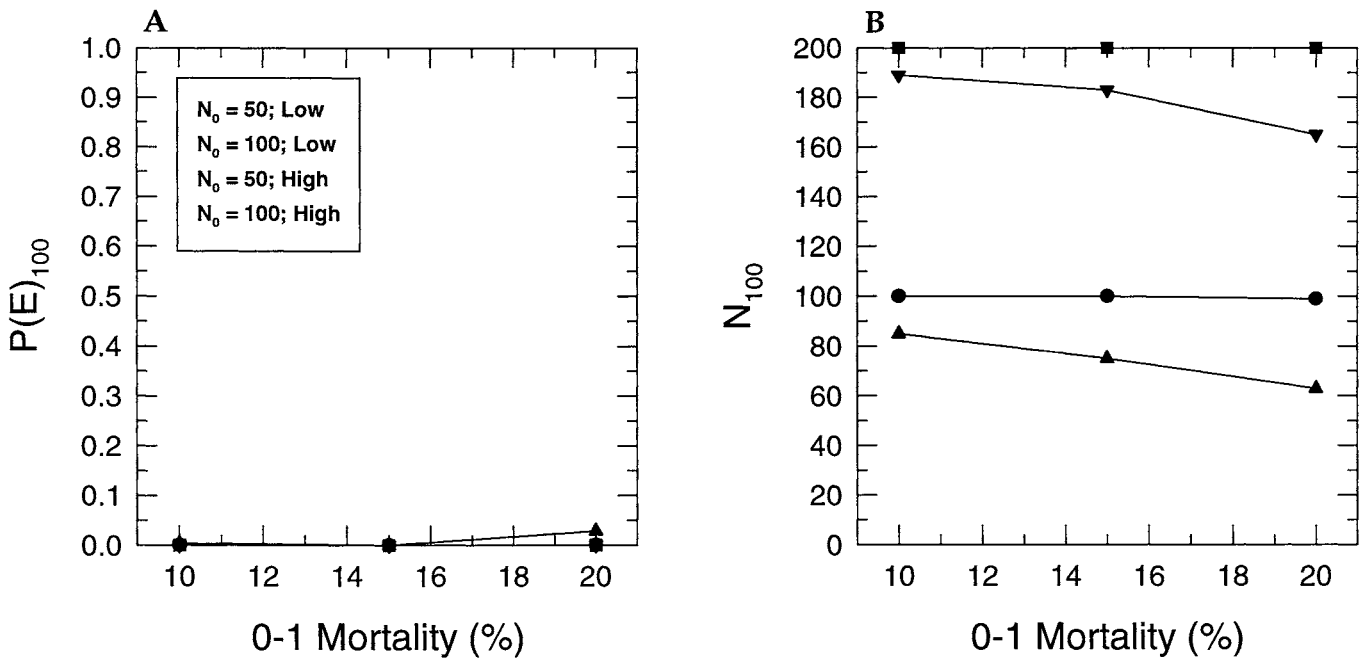 A
1.0
0.9
0.8
0.7
0.6
0.5
0.4
0.3
0.2
0.1
0.0
P(E)100
N0 = 50; Low
N0 = 100; Low
N0 = 50; High
N0 = 100; High
10 12 14 16 18 20
0-1 Mortality (%)
B
200
180
160
140
120
100
80
60
40
20
0
N100
10 12 14 16 18 20
0-1 Mortality (%)